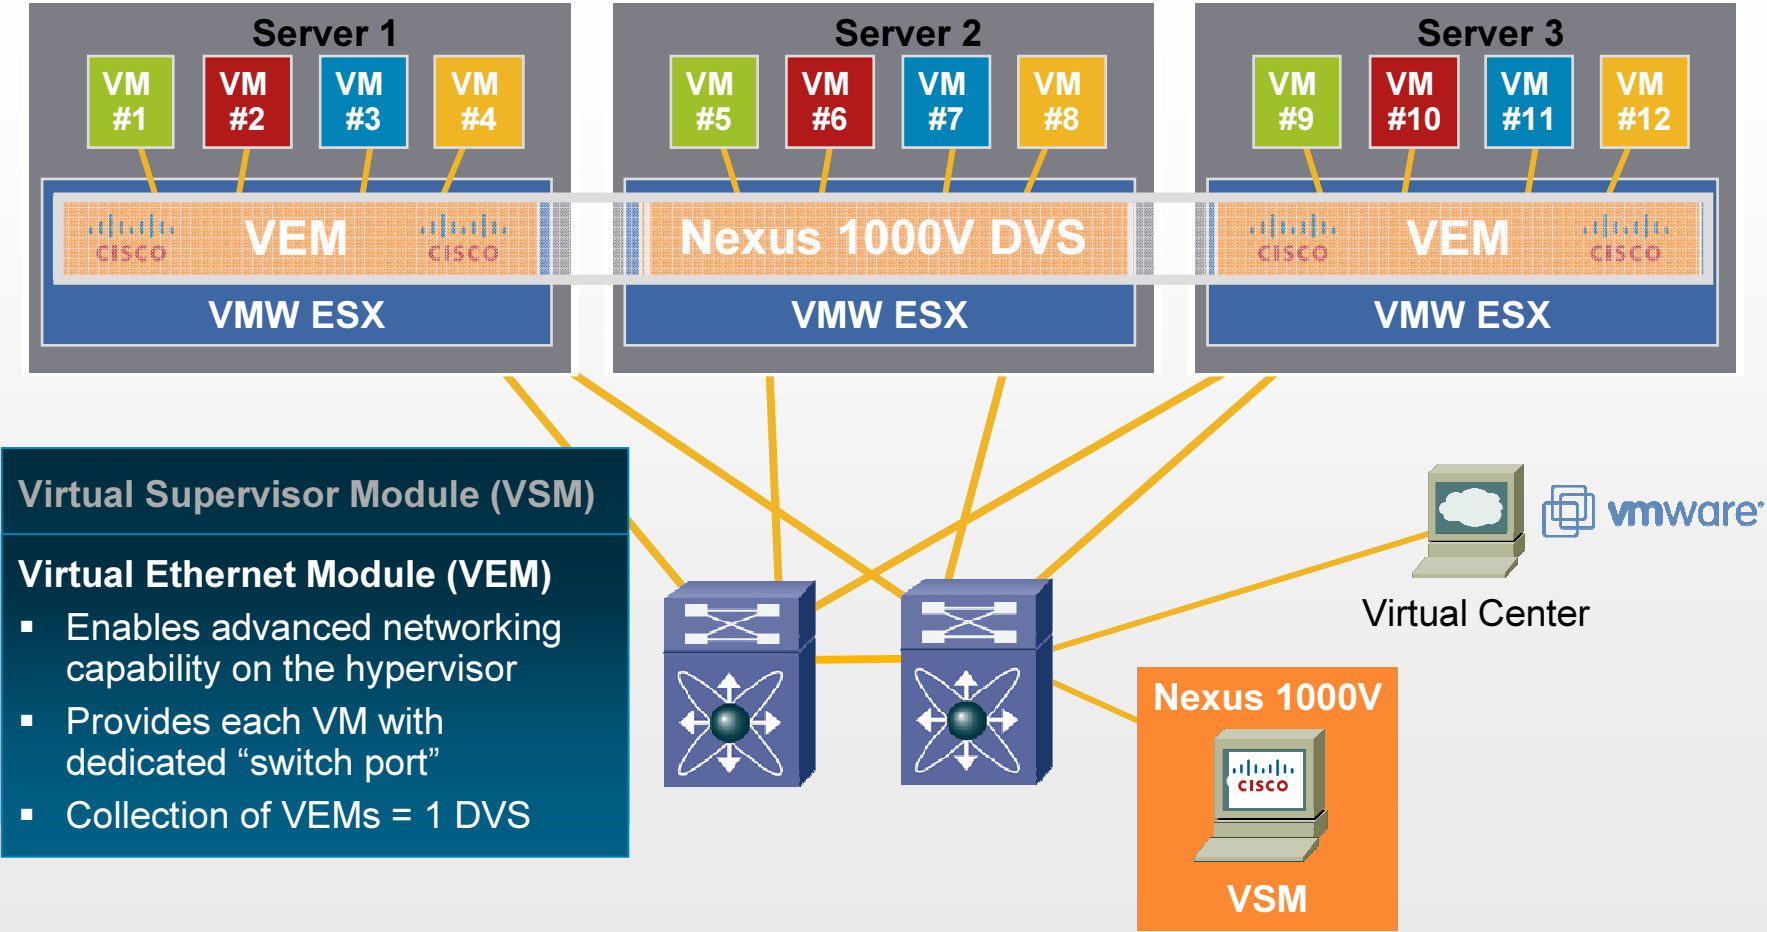 Server 1
VM
#1
VM
#2
VM
#3
VM
#4
CISCO
VEM
CISCO
VMW ESX
Server 2
VM
#5
VM
#6
VM
#7
VM
#8
Nexus 1000V DVS
VMW ESX
Server 3
VM
#9
VM
#10
VM
#11
VM
#12
CISCO
VEM
CISCO
VMW ESX
Virtual Supervisor Module (VSM)
Virtual Ethernet Module (VEM)
▪ Enables advanced networking
capability on the hypervisor
▪ Provides each VM with
dedicated “switch port”
▪ Collection of VEMs = 1 DVS
vmware
Virtual Center
Nexus 1000V
CISCO
VSM